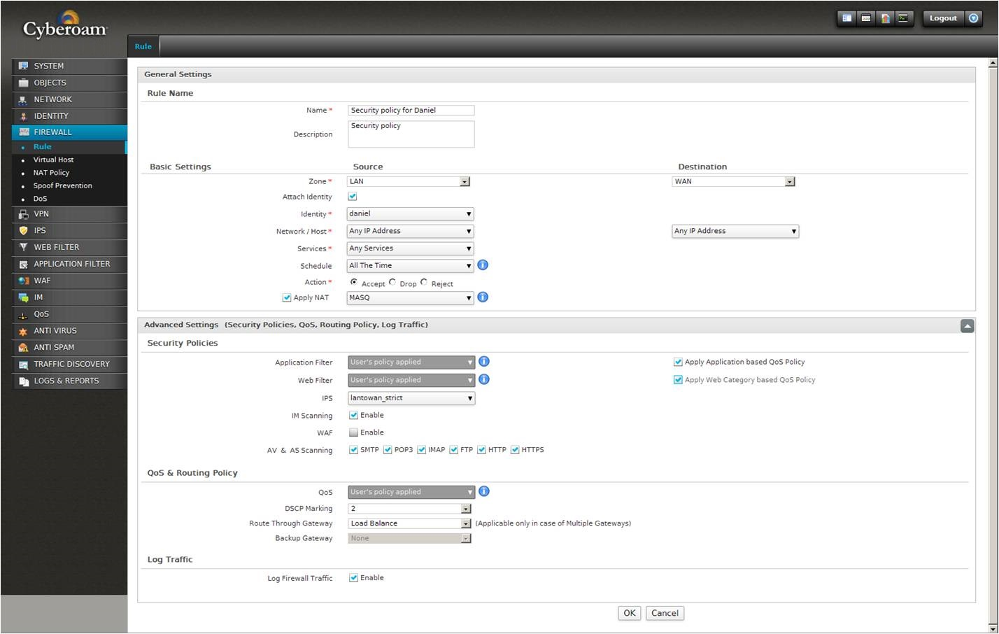 Cyberoam
Logout
Rule
SYSTEM
OBJECTS
NETWORK
IDENTITY
FIREWALL
Rule
Virtual Host
NAT Policy
Spoof Prevention
DoS
VPN
IPS
WEB FILTER
APPLICATION FILTER
WAF
IM
QoS
ANTI VIRUS
ANTI SPAM
TRAFFIC DISCOVERY
LOGS & REPORTS
General Settings
Rule Name
Name * Security policy for Daniel
Description Security policy
Basic Settings Source Destination
Zone * LAN WAN
Attach Identity
Identity * daniel
Network / Host * Any IP Address Any IP Address
Services * Any Services
Schedule All The Time
Action * Accept Drop Reject
Apply NAT MASQ
Advanced Settings (Security Policies, QoS, Routing Policy, Log Traffic)
Security Policies
Application Filter User's policy applied Apply Application based QoS Policy
Web Filter User's policy applied Apply Web Category based QoS Policy
IPS lantowan_strict
IM Scanning Enable
WAF Enable
AV & AS Scanning SMTP POP3 IMAP FTP HTTP HTTPS
QoS & Routing Policy
QoS User's policy applied
DSCP Marking 2
Route Through Gateway Load Balance (Applicable only in case of Multiple Gateways)
Backup Gateway None
Log Traffic
Log Firewall Traffic Enable
OK Cancel